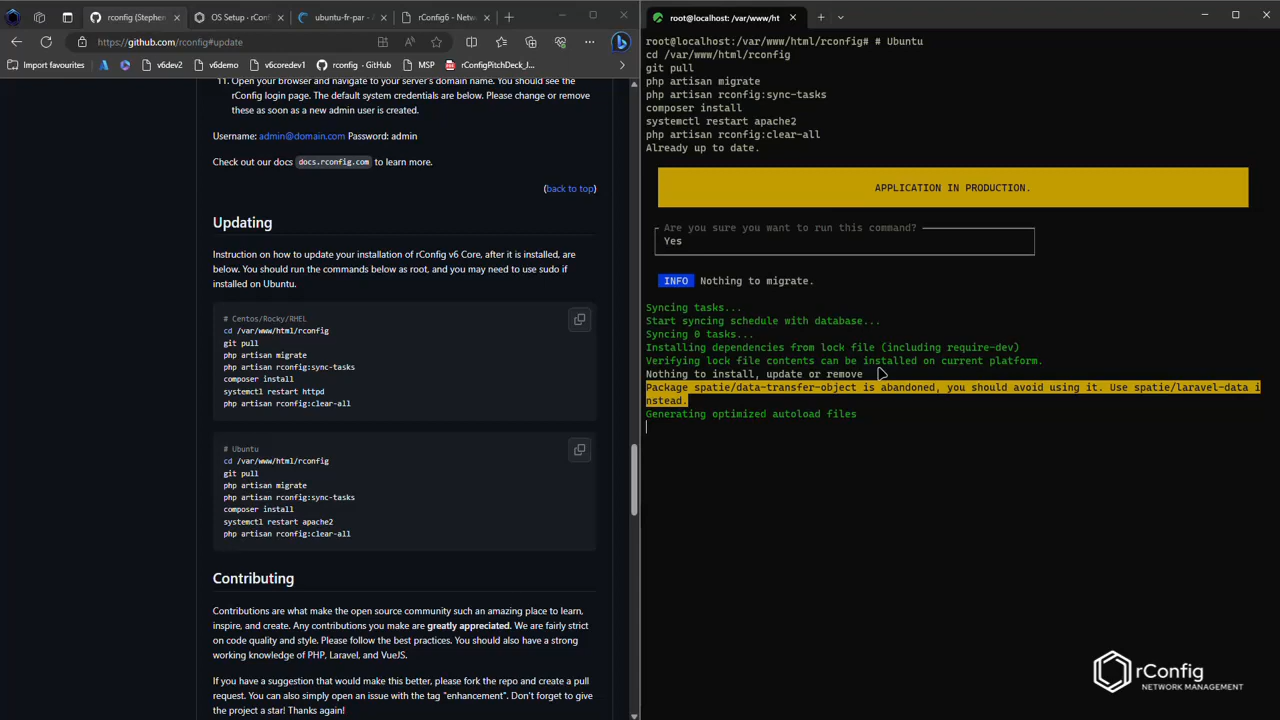 rconfig (Stephen
OS Setup - rConf
ubuntu-fr-par - A
rConfig6 - Netw
https://github.com/rconfig#update
Import favourites
v6dev2
v6demo
v6coredev1
rconfig - GitHub
MSP
rConfigPitchDeck_J...
11. Open your browser and navigate to your server's domain name. You should see the
rConfig login page. The default system credentials are below. Please change or remove
these as soon as a new admin user is created.
Username: admin@domain.com Password: admin
Check out our docs docs.rconfig.com to learn more.
(back to top)
Updating
Instruction on how to update your installation of rConfig v6 Core, after it is installed, are
below. You should run the commands below as root, and you may need to use sudo if
installed on Ubuntu.
# Centos/Rocky/RHEL
cd /var/www/html/rconfig
git pull
php artisan migrate
php artisan rconfig:sync-tasks
composer install
systemctl restart httpd
php artisan rconfig:clear-all
# Ubuntu
cd /var/www/html/rconfig
git pull
php artisan migrate
php artisan rconfig:sync-tasks
composer install
systemctl restart apache2
php artisan rconfig:clear-all
Contributing
Contributions are what make the open source community such an amazing place to learn,
inspire, and create. Any contributions you make are greatly appreciated. We are fairly strict
on code quality and style. Please follow the best practices. You should also have a strong
working knowledge of PHP, Laravel, and VueJS.
If you have a suggestion that would make this better, please fork the repo and create a pull
request. You can also simply open an issue with the tag "enhancement". Don't forget to give
the project a star! Thanks again!
root@localhost: /var/www/ht
root@localhost:/var/www/html/rconfig# # Ubuntu
cd /var/www/html/rconfig
git pull
php artisan migrate
php artisan rconfig:sync-tasks
composer install
systemctl restart apache2
php artisan rconfig:clear-all
Already up to date.
APPLICATION IN PRODUCTION.
Are you sure you want to run this command?
Yes
INFO Nothing to migrate.
Syncing tasks...
Start syncing schedule with database...
Syncing 0 tasks...
Installing dependencies from lock file (including require-dev)
Verifying lock file contents can be installed on current platform.
Nothing to install, update or remove
Package spatie/data-transfer-object is abandoned, you should avoid using it. Use spatie/laravel-data i
nstead.
Generating optimized autoload files
rConfig
NETWORK MANAGEMENT